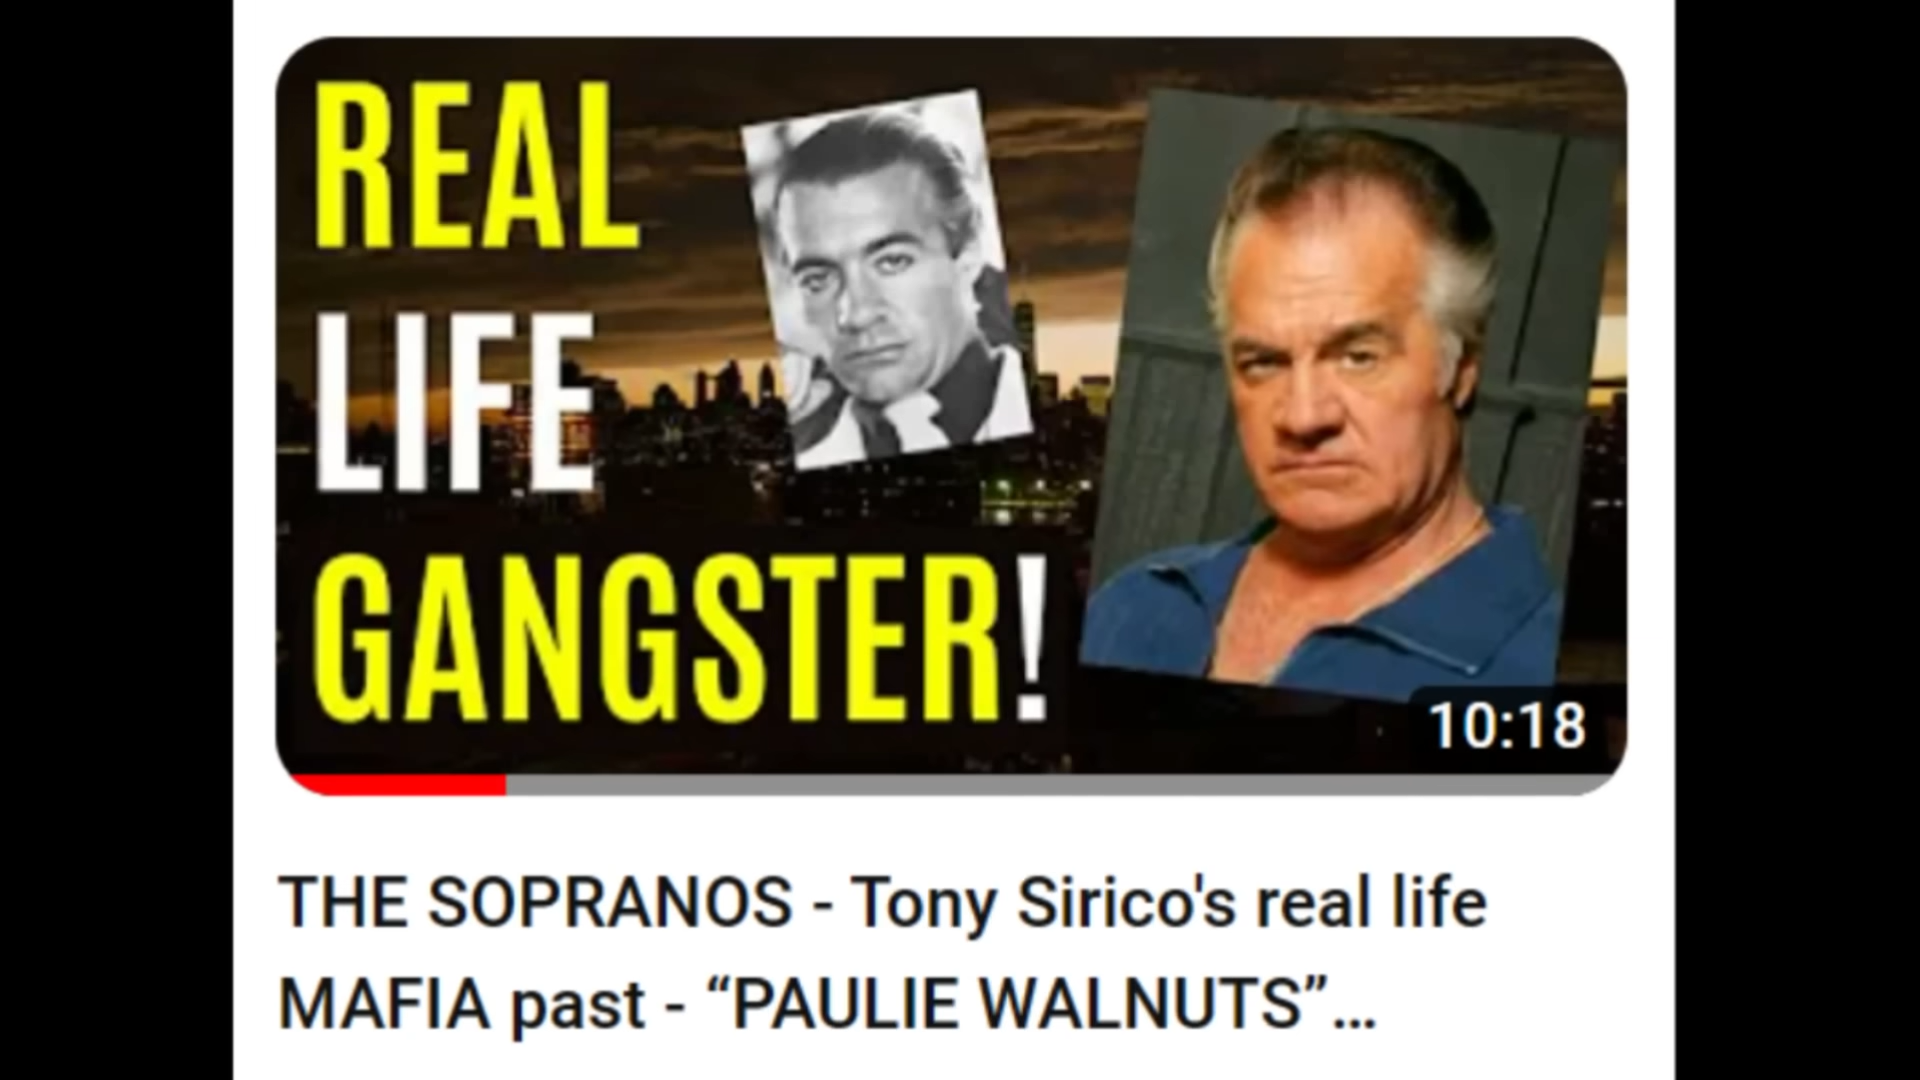 REAL
LIFE
GANGSTER!
10:18
THE SOPRANOS - Tony Sirico's real life
MAFIA past - “PAULIE WALNUTS”...